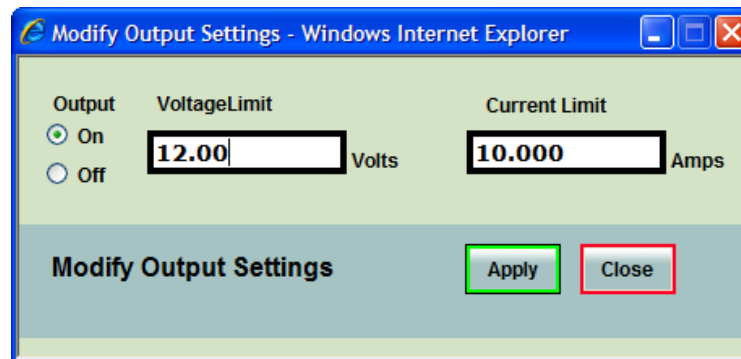 Modify Output Settings - Windows Internet Explorer
Output VoltageLimit Current Limit
On
12.00 Volts 10.000 Amps
Off
Modify Output Settings Apply Close